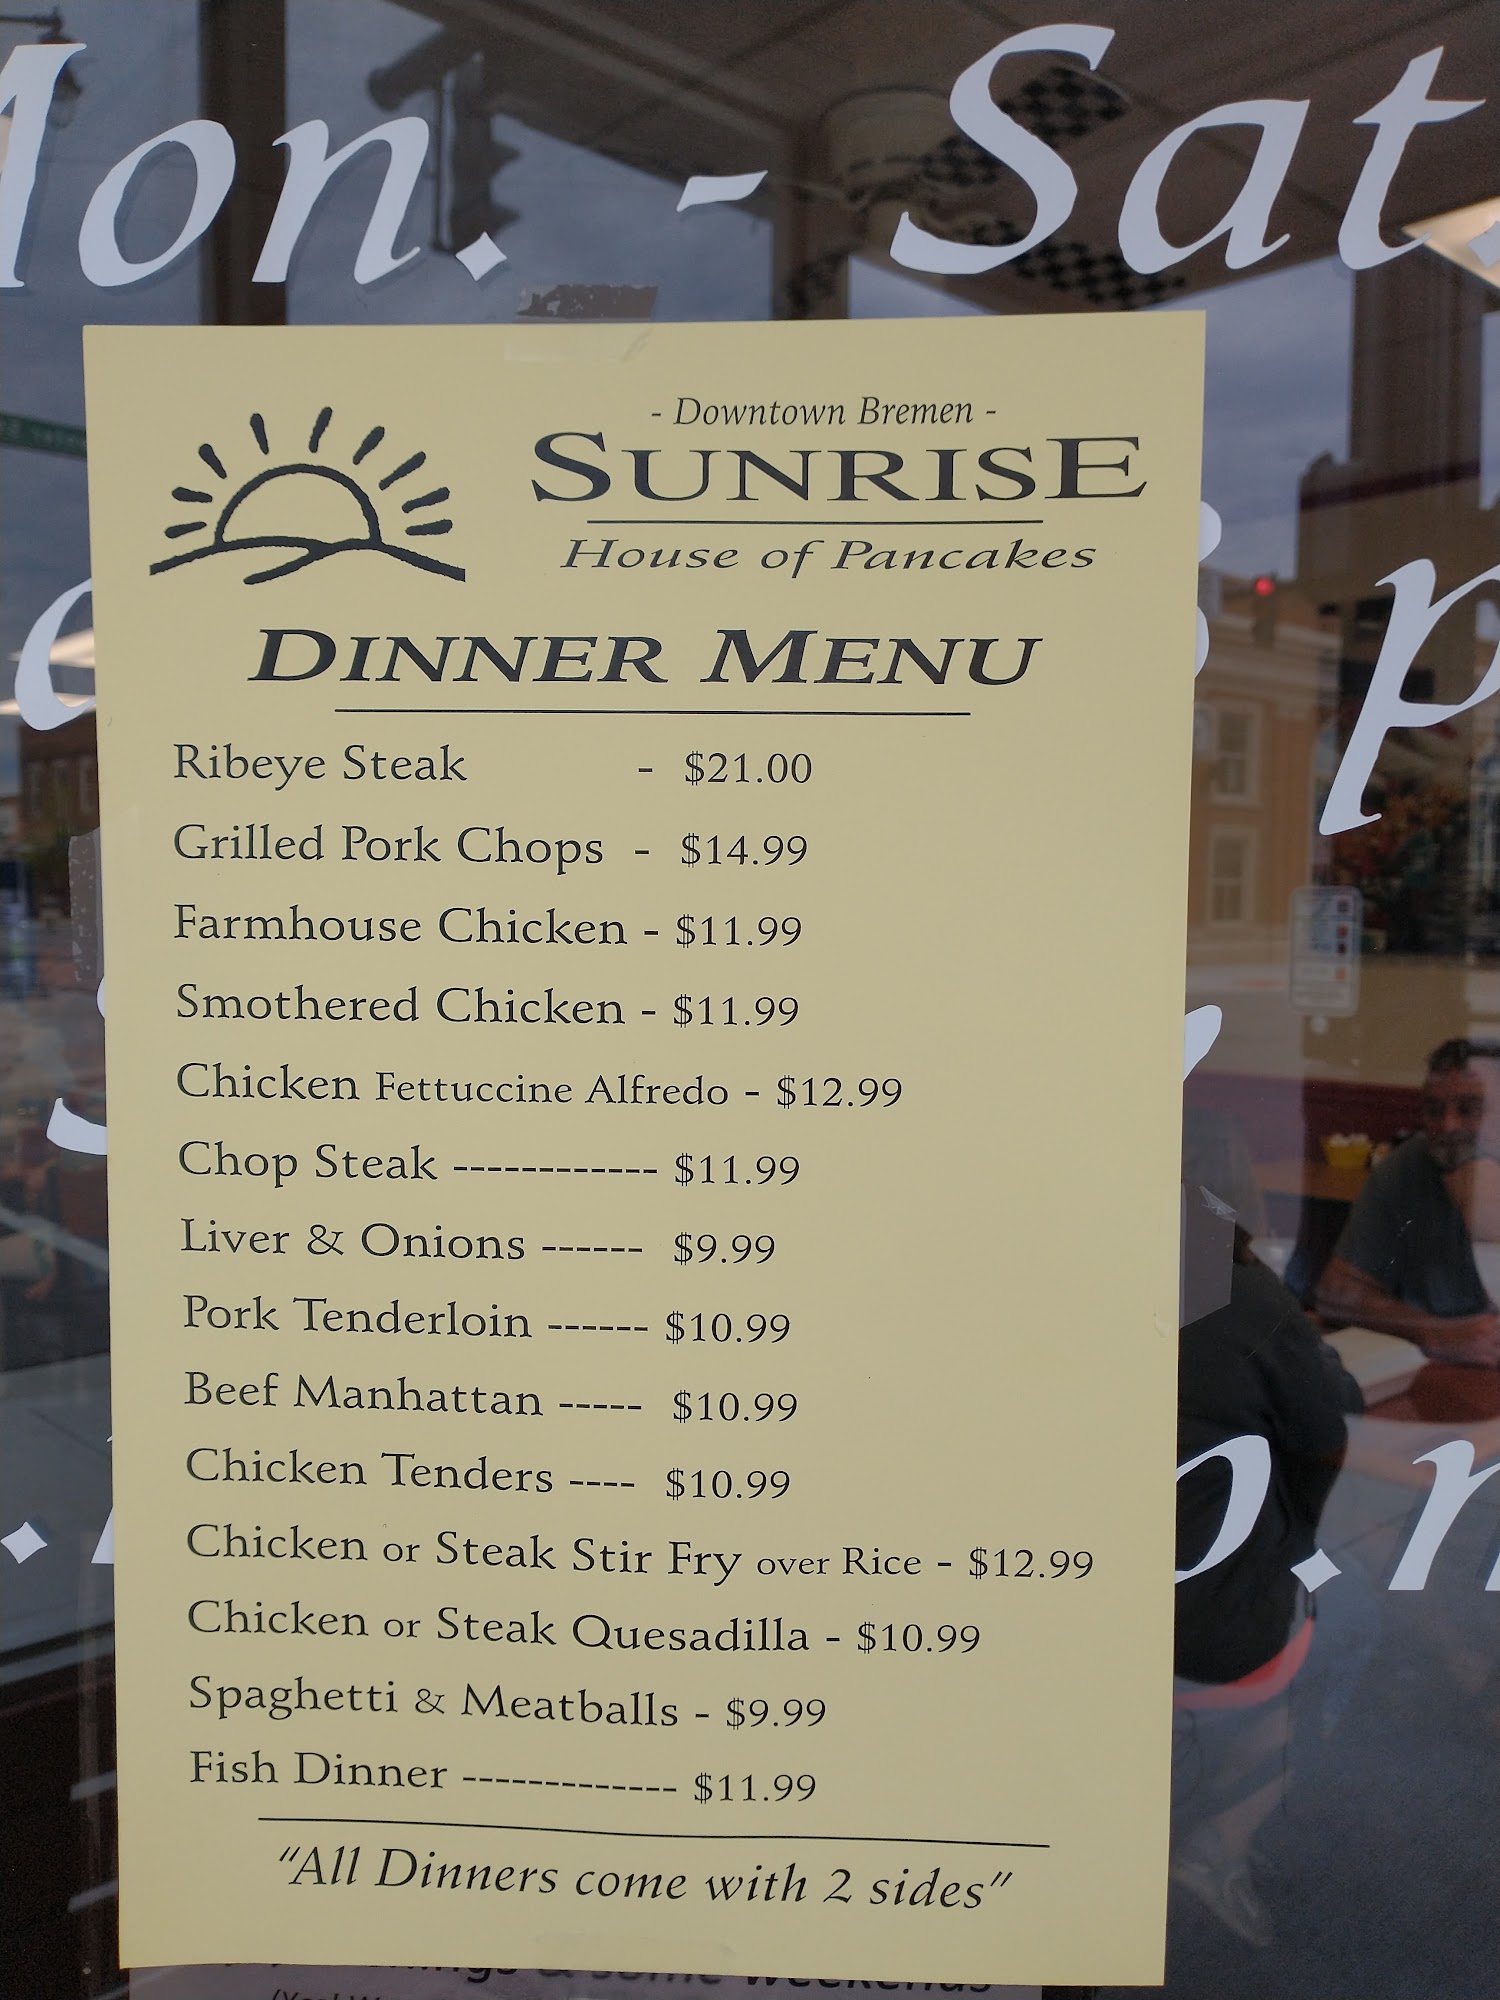 on. - Sat.
- Downtown Bremen -
SUNRISE
House of Pancakes
DINNER MENU
Ribeye Steak - $21.00
Grilled Pork Chops - $14.99
Farmhouse Chicken - $11.99
Smothered Chicken - $11.99
Chicken Fettuccine Alfredo - $12.99
Chop Steak ------------ $11.99
Liver & Onions ------ $9.99
Pork Tenderloin ------ $10.99
Beef Manhattan ----- $10.99
Chicken Tenders ---- $10.99
Chicken or Steak Stir Fry over Rice - $12.99
Chicken or Steak Quesadilla - $10.99
Spaghetti & Meatballs - $9.99
Fish Dinner ------------- $11.99
"All Dinners come with 2 sides"
& some weekends